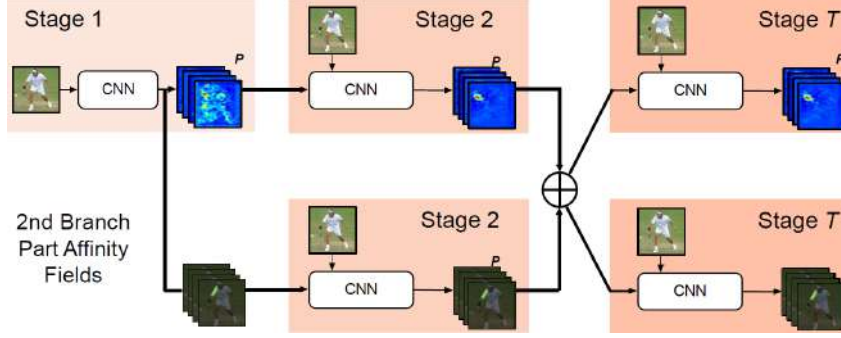 Stage 1
Stage 2
Stage T
P
P
P
CNN
CNN
CNN
2nd Branch
Part Affinity
Fields
Stage 2
Stage T
P
CNN
CNN